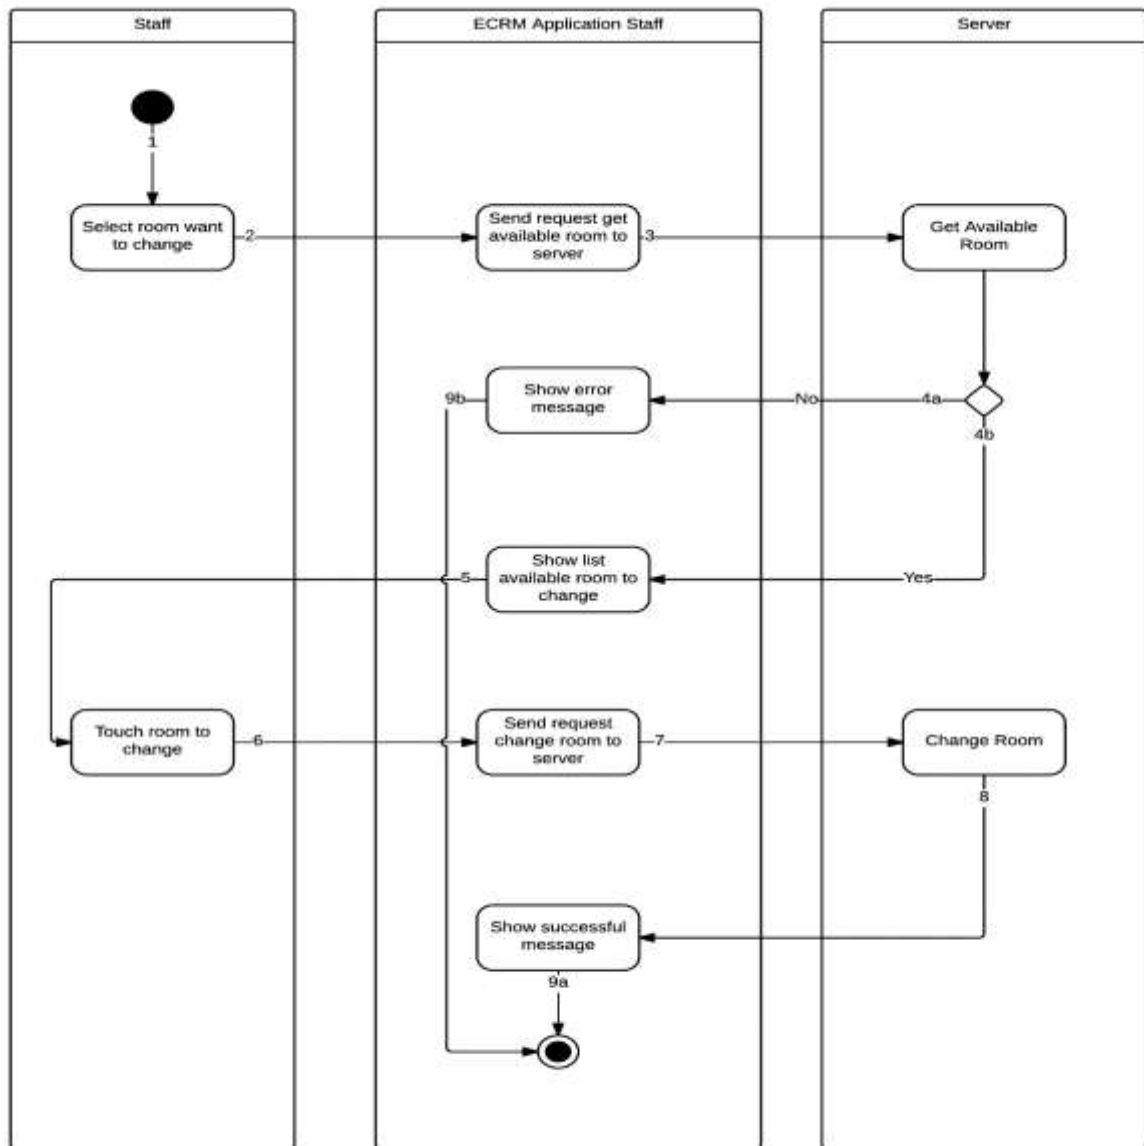 Staff
ECRM Application Staff
Server
1
Select room want
to change
2
Send request get
available room to
server
3
Get Available
Room
9b
Show error
message
No
4a
4b
5
Show list
available room to
change
Yes
Touch room to
change
6
Send request
change room to
server
7
Change Room
8
Show successful
message
9a